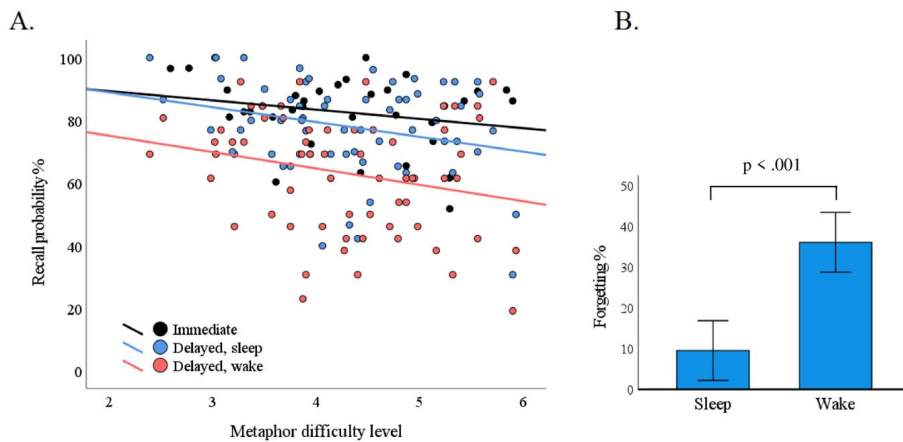 A.
B.
Recall probability %
100
80
60
40
20
0
Immediate
Delayed, sleep
Delayed, wake
2 3 4 5 6
Metaphor difficulty level
p < .001
Forgetting %
50
40
30
20
10
0
Sleep Wake